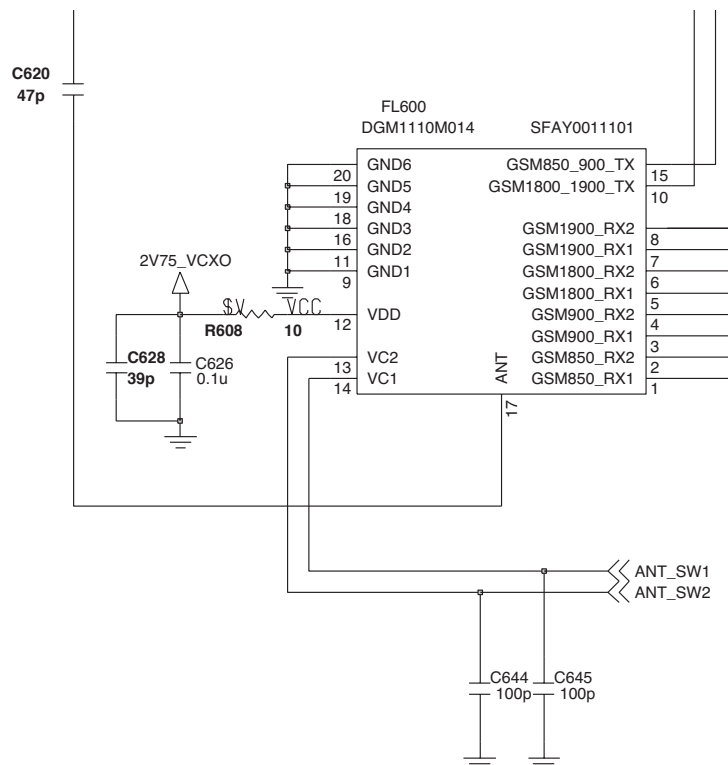 C620
47p
FL600
DGM1110M014
SFAY0011101
GND6
20
GND5
19
GND4
18
GND3
16
GND2
11
GND1
9
VDD
12
VC2
13
VC1
14
GSM850_900_TX
15
GSM1800_1900_TX
10
GSM1900_RX2
8
GSM1900_RX1
7
GSM1800_RX2
6
GSM1800_RX1
5
GSM900_RX2
4
GSM900_RX1
3
GSM850_RX2
2
GSM850_RX1
1
ANT
17
2V75_VCXO
$V
VCC
R608
10
C628
39p
C626
0.1u
ANT_SW1
ANT_SW2
C644
100p
C645
100p